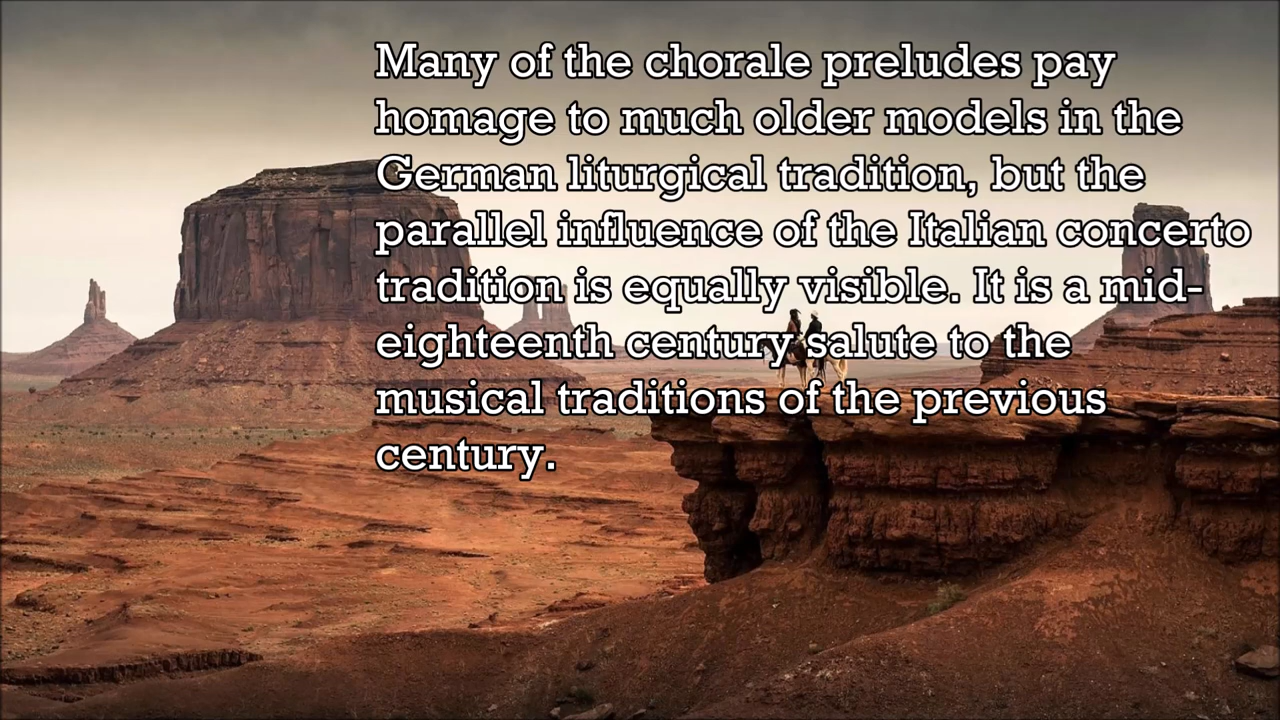 Many of the chorale preludes pay
homage to much older models in the
German liturgical tradition, but the
parallel influence of the Italian concerto
tradition is equally visible. It is a mid-
eighteenth century salute to the
musical traditions of the previous
century.